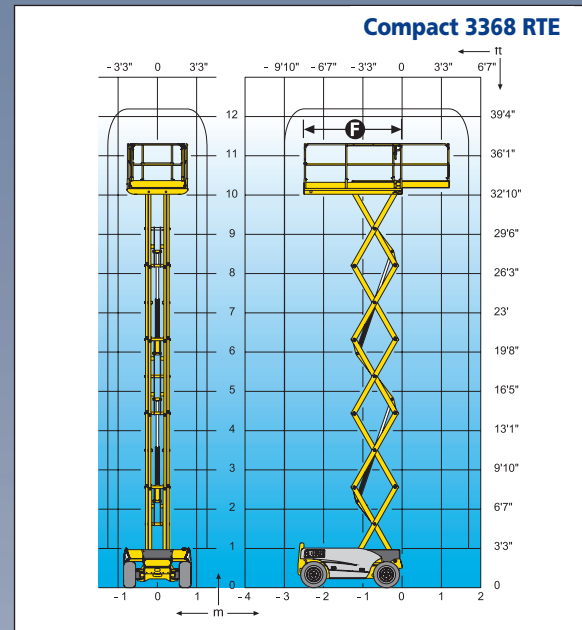 Compact 3368 RTE
ft
- 3'3" 0 3'3" - 9'10" - 6'7" - 3'3" 0 3'3" 6'7"
12 39'4"
F
11 36'1"
10 32'10"
9 29'6"
8 26'3"
7 23'
6 19'8"
5 16'5"
4 13'1"
3 9'10"
2 6'7"
1 3'3"
0 0
- 1 0 1 - 4 - 3 - 2 - 1 0 1 2
m